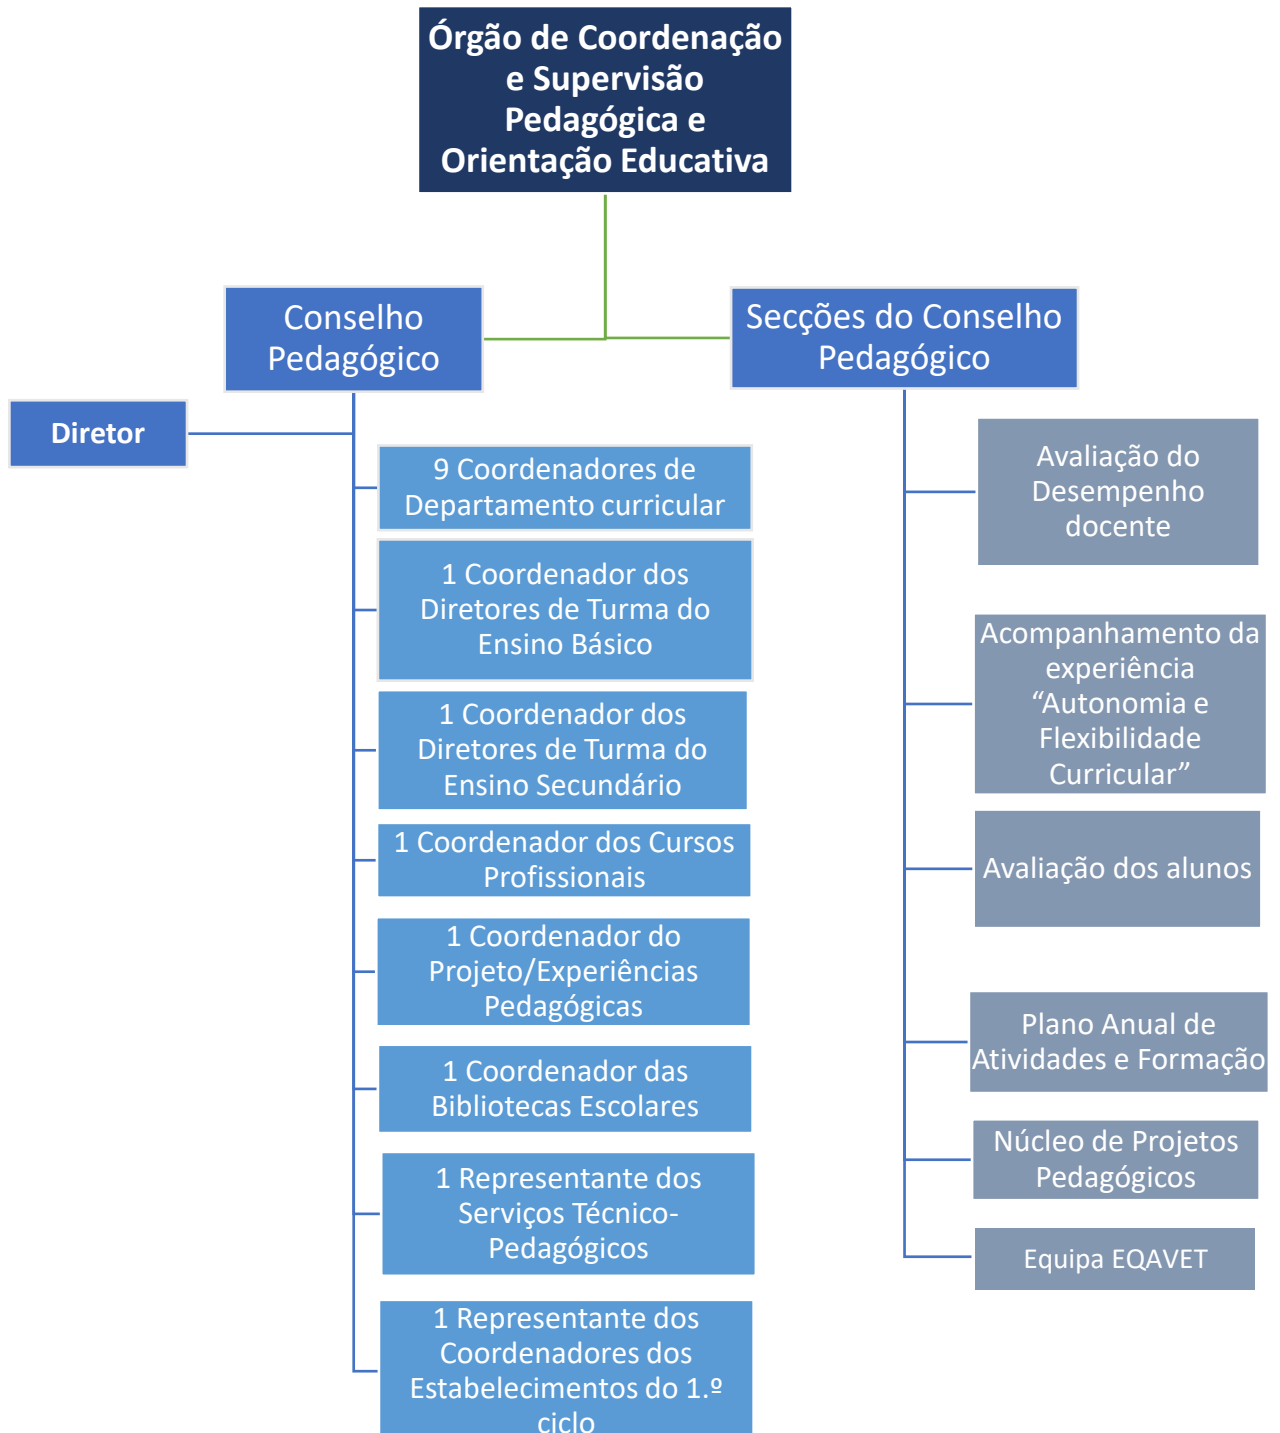 Órgão de Coordenação
e Supervisão
Pedagógica e
Orientação Educativa
Conselho
Pedagógico
Secções do Conselho
Pedagógico
Diretor
9 Coordenadores de
Departamento curricular
1 Coordenador dos
Diretores de Turma do
Ensino Básico
1 Coordenador dos
Diretores de Turma do
Ensino Secundário
1 Coordenador dos Cursos
Profissionais
1 Coordenador do
Projeto/Experiências
Pedagógicas
1 Coordenador das
Bibliotecas Escolares
1 Representante dos
Serviços Técnico-
Pedagógicos
1 Representante dos
Coordenadores dos
Estabelecimentos do 1.º
ciclo
Avaliação do
Desempenho
docente
Acompanhamento da
experiência
“Autonomia e
Flexibilidade
Curricular”
Avaliação dos alunos
Plano Anual de
Atividades e Formação
Núcleo de Projetos
Pedagógicos
Equipa EQAVET